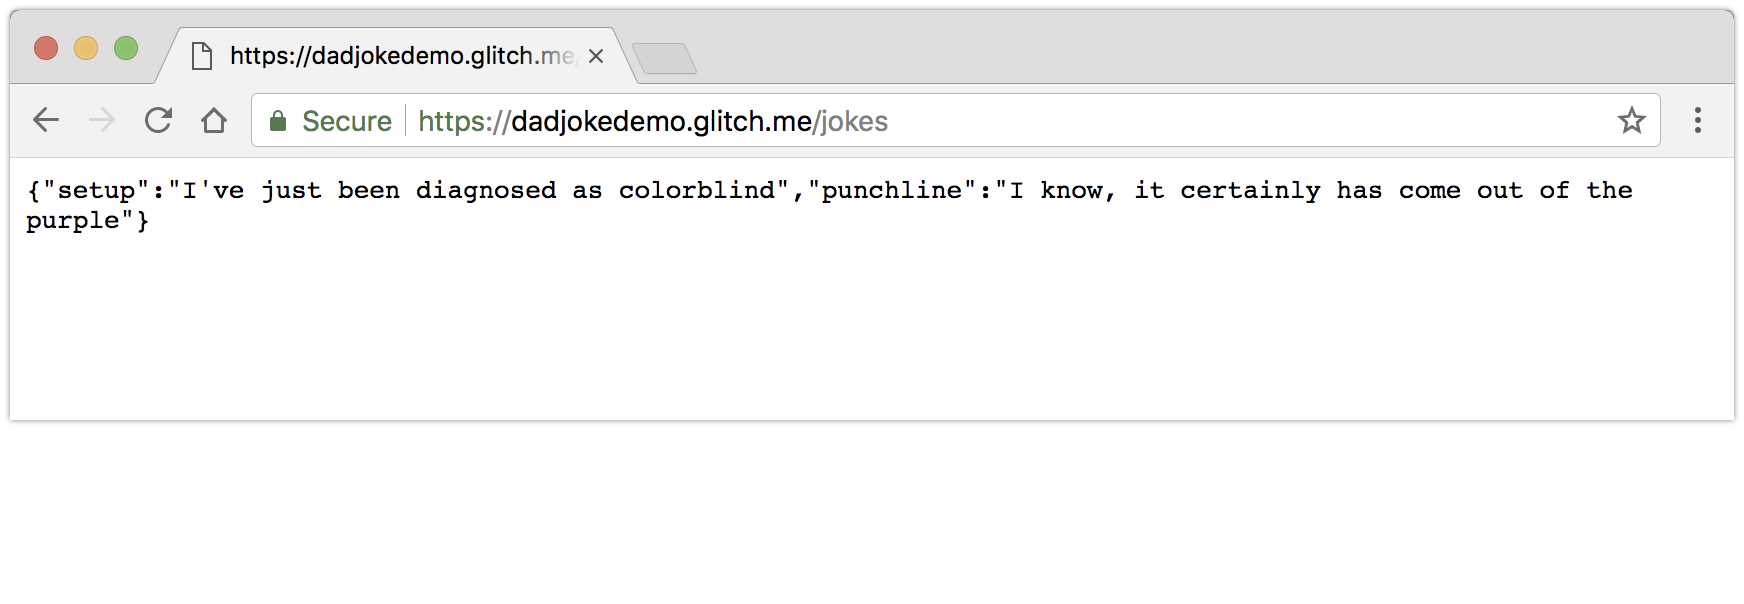 https://dadjokedemo.glitch.me/
Secure https://dadjokedemo.glitch.me/jokes
{"setup":"I've just been diagnosed as colorblind","punchline":"I know, it certainly has come out of the
purple"}